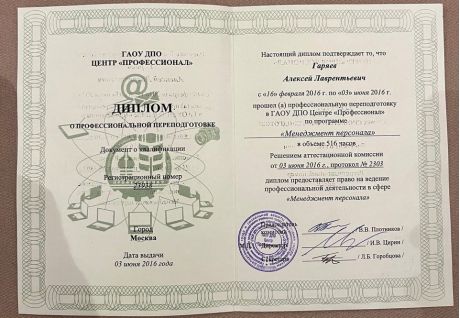 ГАОУ ДПО
ЦЕНТР «ПРОФЕССИОНАЛ»
ДИПЛОМ
О ПРОФЕССИОНАЛЬНОЙ ПЕРЕПОДГОТОВКЕ
Документ о квалификации
Регистрационный номер
Город
Москва
Дата выдачи
03 июня 2016 года
Настоящий диплом подтверждает то, что
Гаряев
Алексей Лаврентьевич
с «16» февраля 2016 г. по «03» июня 2016 г.
прошел (а) профессиональную переподготовку
в ГАОУ ДПО Центре «Профессионал»
по программе
«Менеджмент персонала»
в объеме 516 часов
Решением аттестационной комиссии
от 03 июня 2016 г., протокол № 2303
диплом предоставляет право на ведение
профессиональной деятельности в сфере
«Менеджмент персонала»
Председатель
комиссии
/ В.В. Плотников /
М.П. Директор
/ И.В. Цирин /
Секретарь
/ Л.Б. Горобцова /